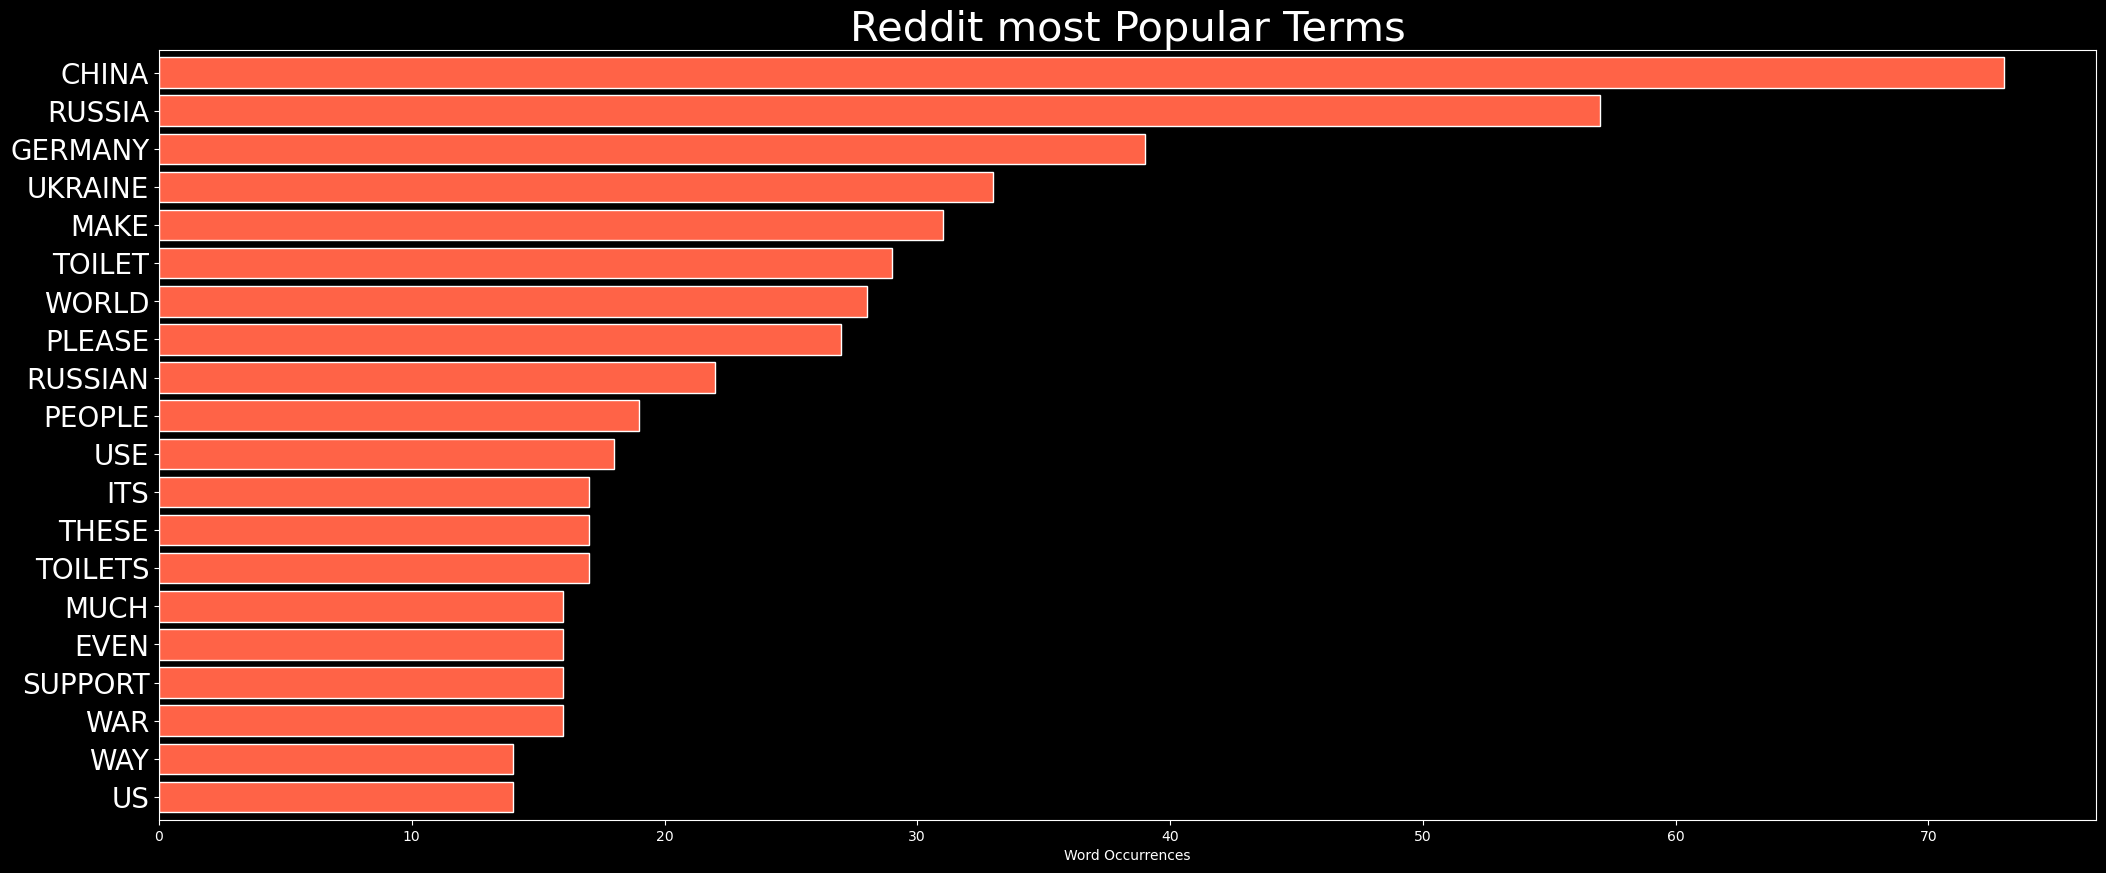 Reddit most Popular Terms
CHINA
RUSSIA
GERMANY
UKRAINE
MAKE
TOILET
WORLD
PLEASE
RUSSIAN
PEOPLE
USE
ITS
THESE
TOILETS
MUCH
EVEN
SUPPORT
WAR
WAY
US
0 10 20 30 40 50 60 70
Word Occurrences